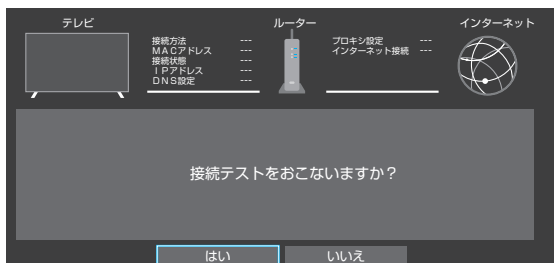 テレビ
ルーター
インターネット
接続方法 ---
MACアドレス ---
接続状態 ---
IPアドレス ---
DNS設定 ---
プロキシ設定 ---
インターネット接続 ---
接続テストをおこないますか？
はい
いいえ